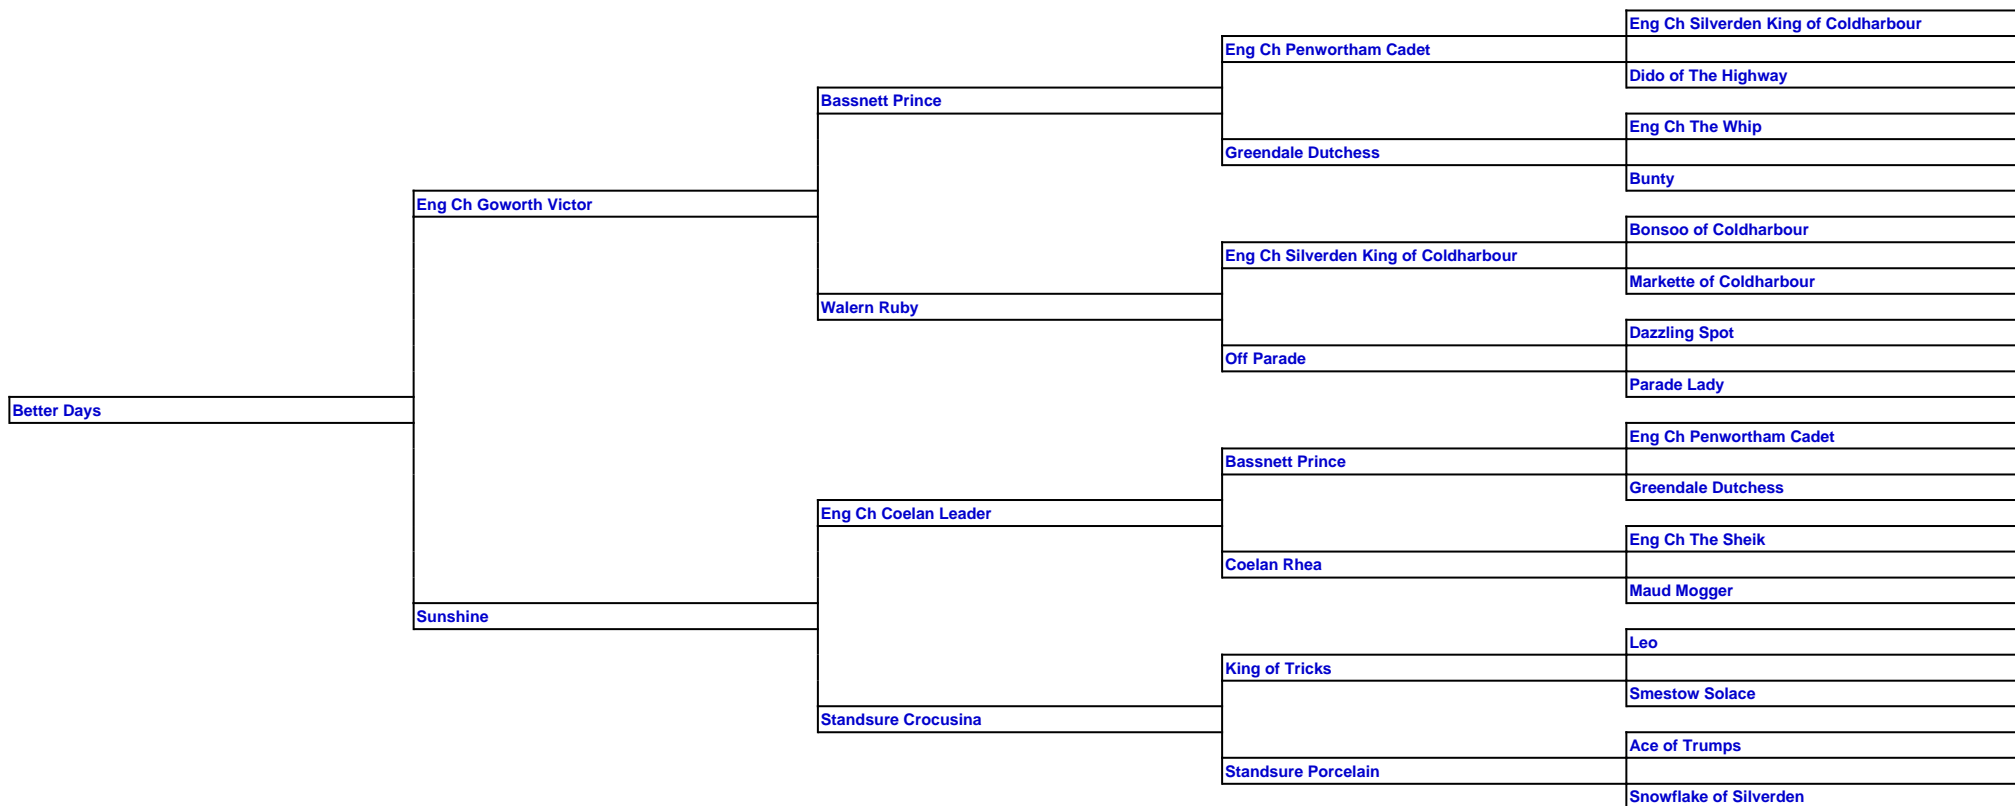 Eng Ch Silverden King of Coldharbour
Eng Ch Penwortham Cadet
Dido of The Highway
Bassnett Prince
Eng Ch The Whip
Greendale Dutchess
Bunty
Eng Ch Goworth Victor
Bonsoo of Coldharbour
Eng Ch Silverden King of Coldharbour
Markette of Coldharbour
Walern Ruby
Dazzling Spot
Off Parade
Parade Lady
Better Days
Eng Ch Penwortham Cadet
Bassnett Prince
Greendale Dutchess
Eng Ch Coelan Leader
Eng Ch The Sheik
Coelan Rhea
Maud Mogger
Sunshine
Leo
King of Tricks
Smestow Solace
Standsure Crocusina
Ace of Trumps
Standsure Porcelain
Snowflake of Silverden